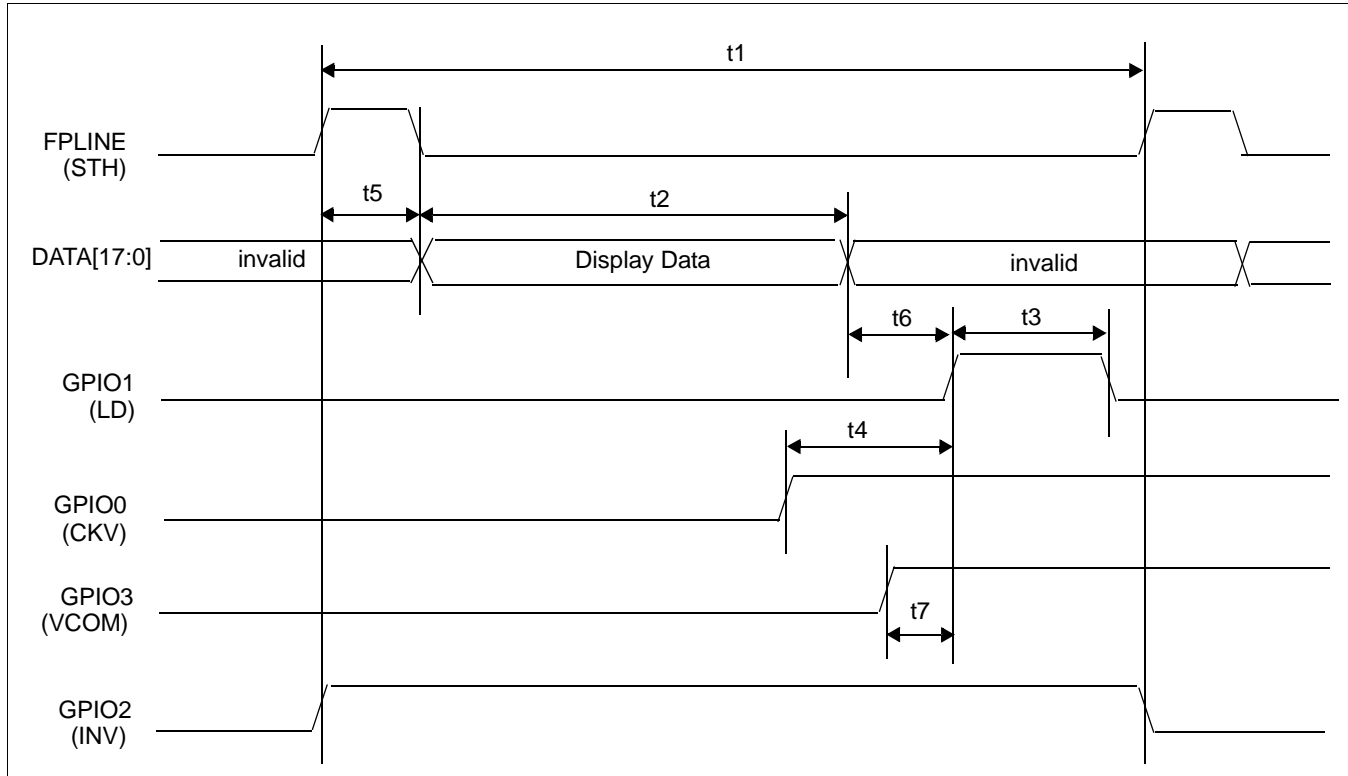 t1
FPLINE
(STH)
t5
t2
DATA[17:0]
invalid
Display Data
invalid
t6
t3
GPIO1
(LD)
t4
GPIO0
(CKV)
GPIO3
(VCOM)
t7
GPIO2
(INV)